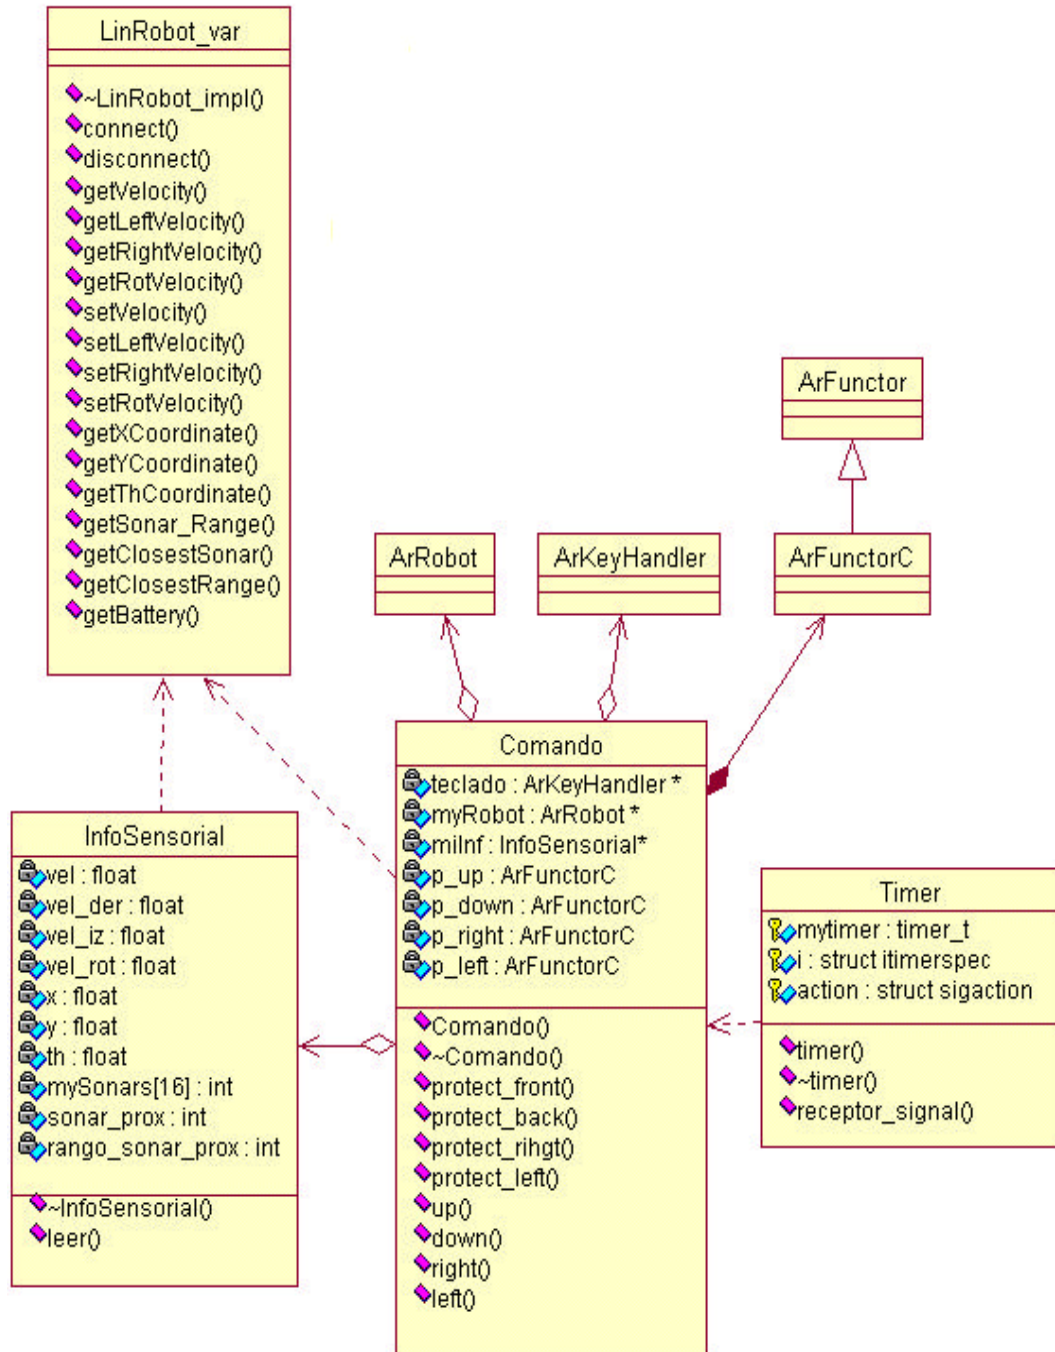 LinRobot_var
~LinRobot_impl()
connect()
disconnect()
getVelocity()
getLeftVelocity()
getRightVelocity()
getRotVelocity()
setVelocity()
setLeftVelocity()
setRightVelocity()
setRotVelocity()
getXCoordinate()
getYCoordinate()
getThCoordinate()
getSonar_Range()
getClosestSonar()
getClosestRange()
getBattery()
ArFunctor
ArRobot
ArKeyHandler
ArFunctorC
Comando
teclado : ArKeyHandler *
myRobot : ArRobot *
miInf : InfoSensorial*
p_up : ArFunctorC
p_down : ArFunctorC
p_right : ArFunctorC
p_left : ArFunctorC
Comando()
~Comando()
protect_front()
protect_back()
protect_rihgt()
protect_left()
up()
down()
right()
left()
InfoSensorial
vel : float
vel_der : float
vel_iz : float
vel_rot : float
x : float
y : float
th : float
mySonars[16] : int
sonar_prox : int
rango_sonar_prox : int
~InfoSensorial()
leer()
Timer
mytimer : timer_t
i : struct itimerspec
action : struct sigaction
timer()
~timer()
receptor_signal()